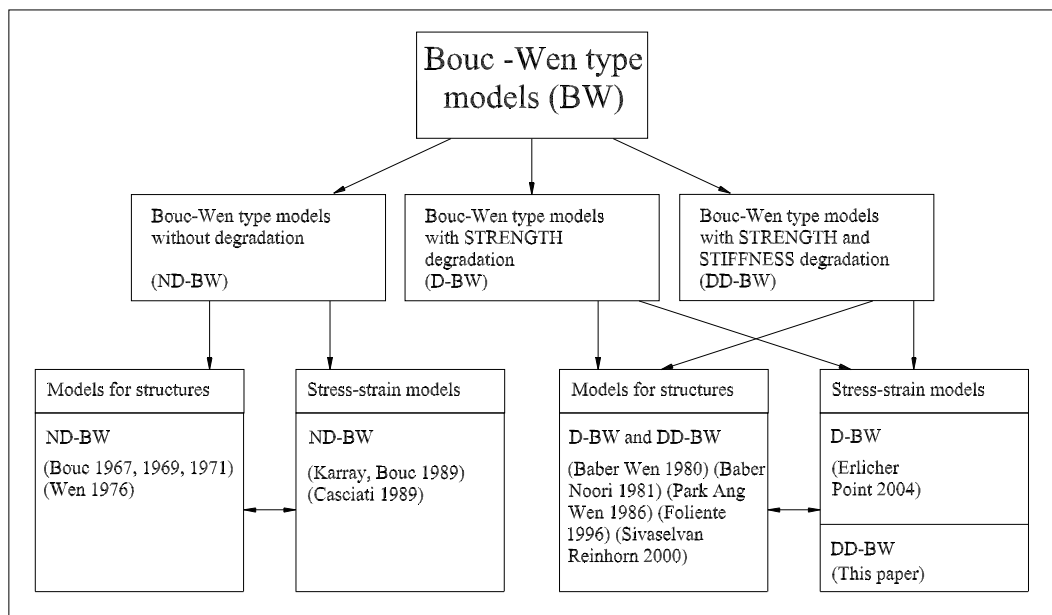 Bouc -Wen type
models (BW)
Bouc-Wen type models
without degradation
(ND-BW)
Bouc-Wen type models
with STRENGTH
degradation
(D-BW)
Bouc-Wen type models
with STRENGTH and
STIFFNESS degradation
(DD-BW)
Models for structures
ND-BW
(Bouc 1967, 1969, 1971)
(Wen 1976)
Stress-strain models
ND-BW
(Karray, Bouc 1989)
(Casciati 1989)
Models for structures
D-BW and DD-BW
(Baber Wen 1980) (Baber
Noori 1981) (Park Ang
Wen 1986) (Foliente
1996) (Sivaselvan
Reinhorn 2000)
Stress-strain models
D-BW
(Erlicher
Point 2004)
DD-BW
(This paper)